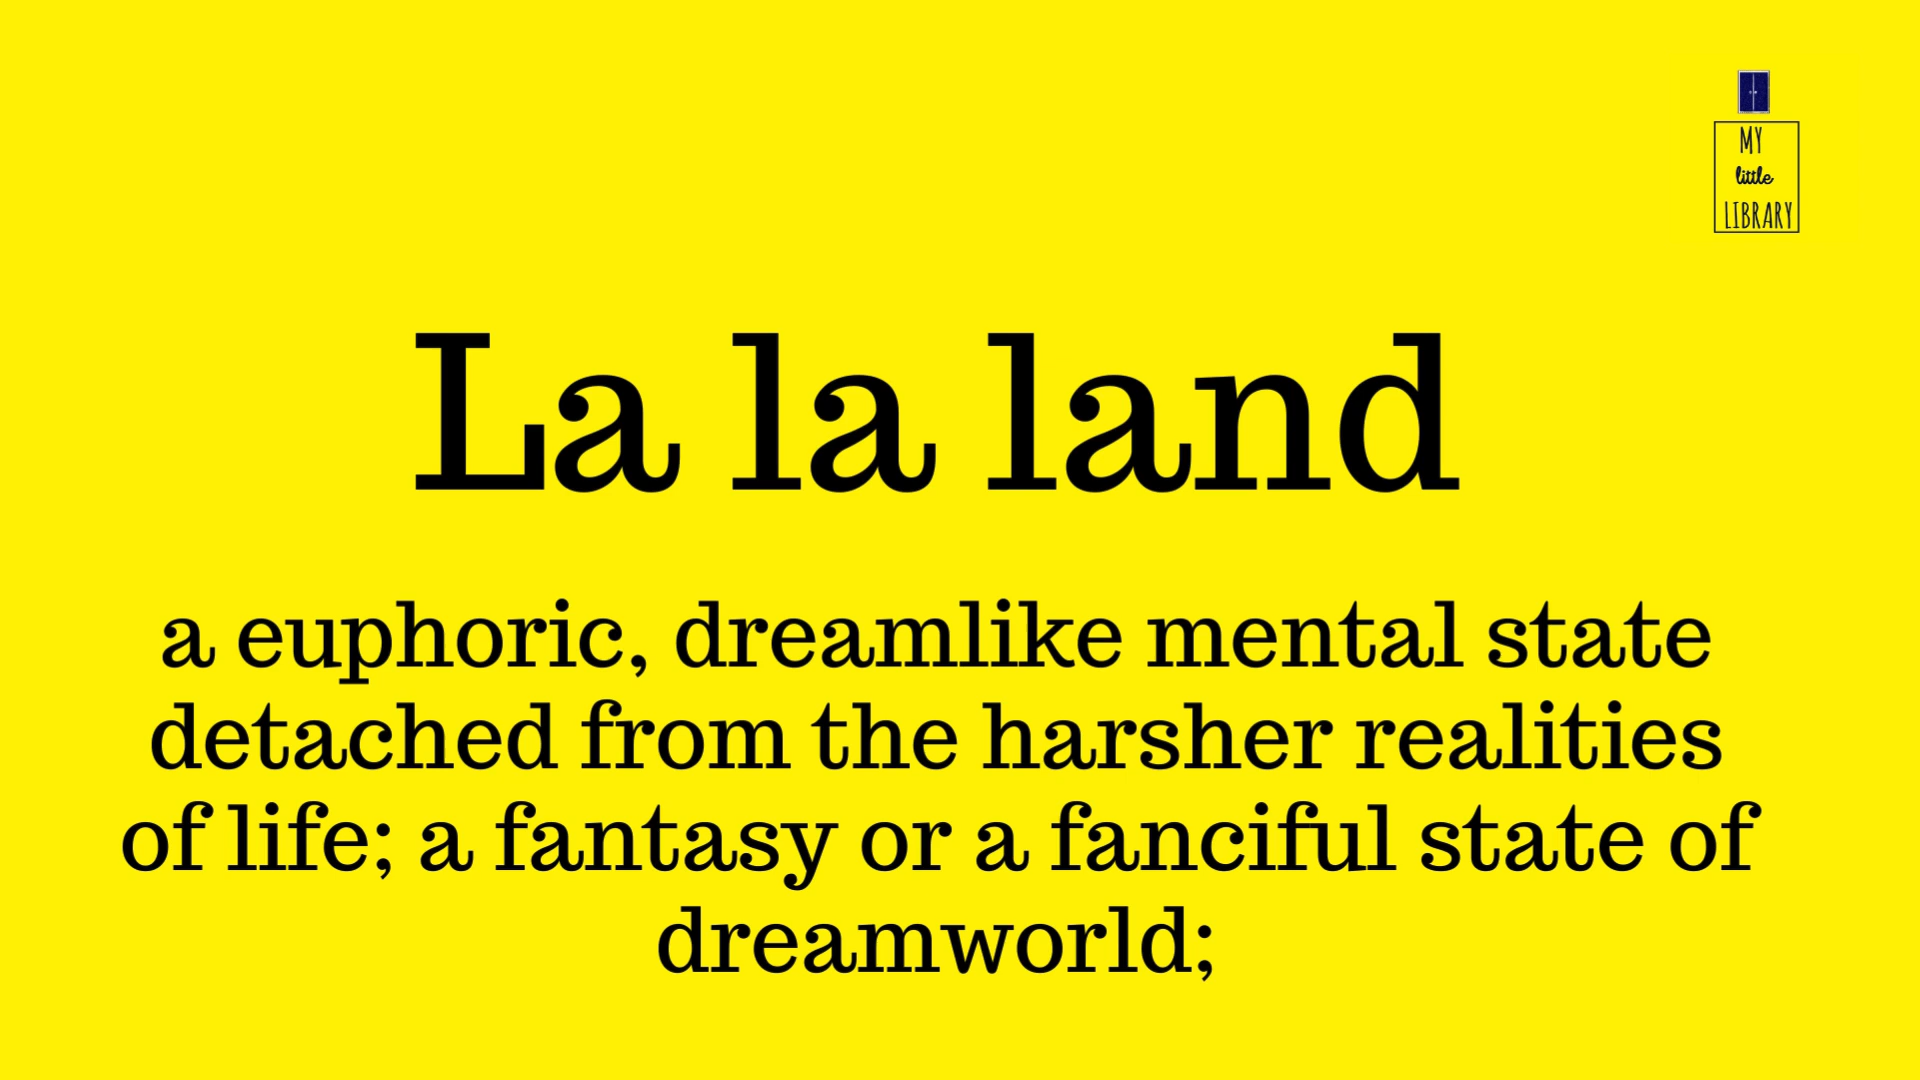 MY
little
LIBRARY
La la land
a euphoric, dreamlike mental state
detached from the harsher realities
of life; a fantasy or a fanciful state of
dreamworld;